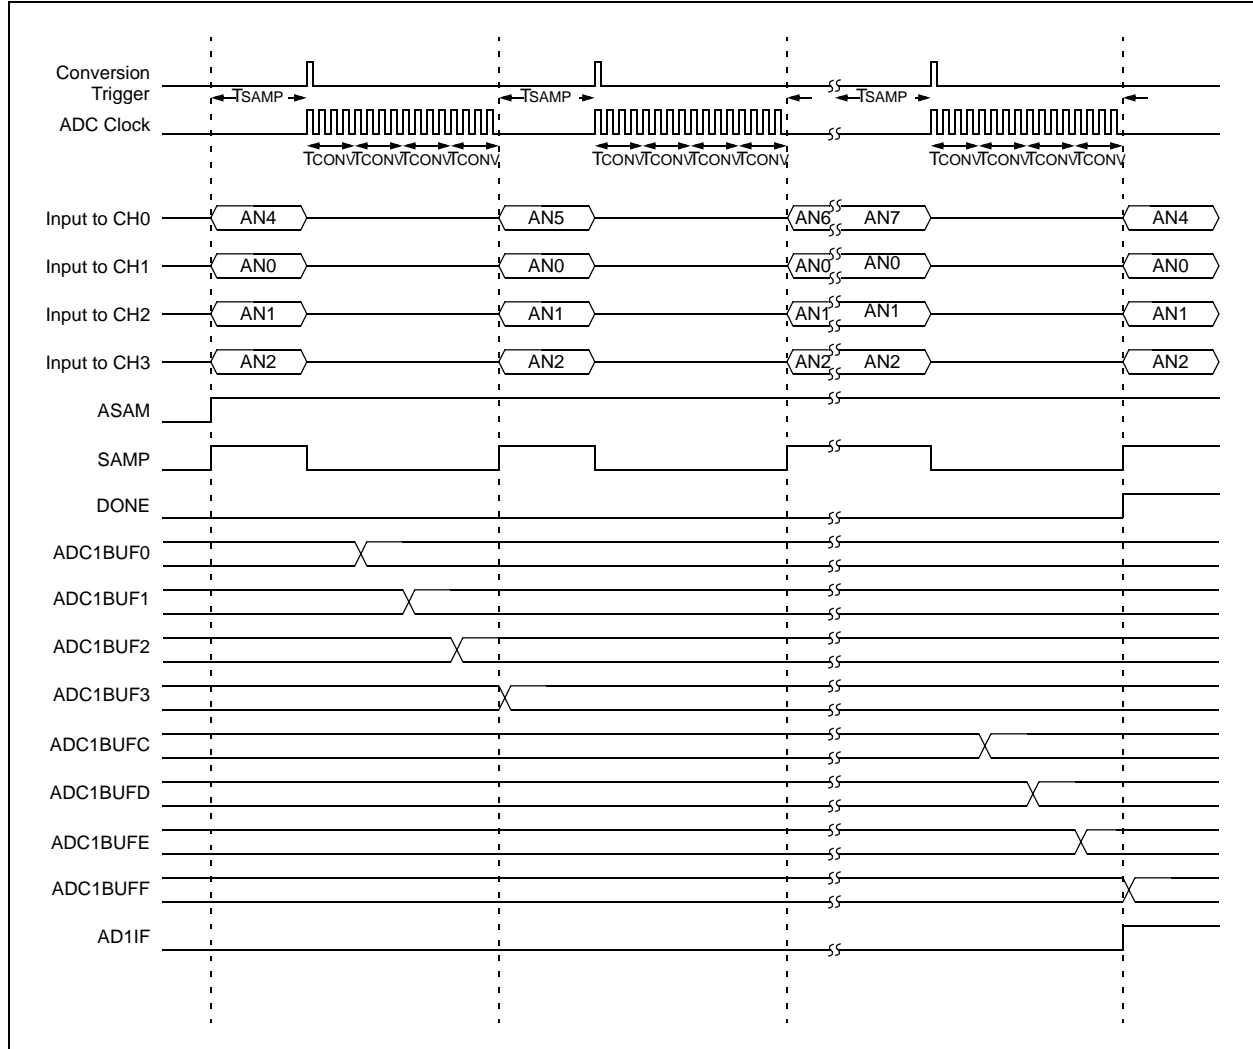 Conversion
Trigger
TSAMP TSAMP TSAMP
ADC Clock
TCONV TCONV TCONV TCONV TCONV TCONV TCONV TCONV TCONV TCONV TCONV TCONV
Input to CH0 AN4 AN5 AN6 AN7 AN4
Input to CH1 AN0 AN0 AN0 AN0 AN0
Input to CH2 AN1 AN1 AN1 AN1 AN1
Input to CH3 AN2 AN2 AN2 AN2 AN2
ASAM
SAMP
DONE
ADC1BUF0
ADC1BUF1
ADC1BUF2
ADC1BUF3
ADC1BUFC
ADC1BUFD
ADC1BUFE
ADC1BUFF
AD1IF